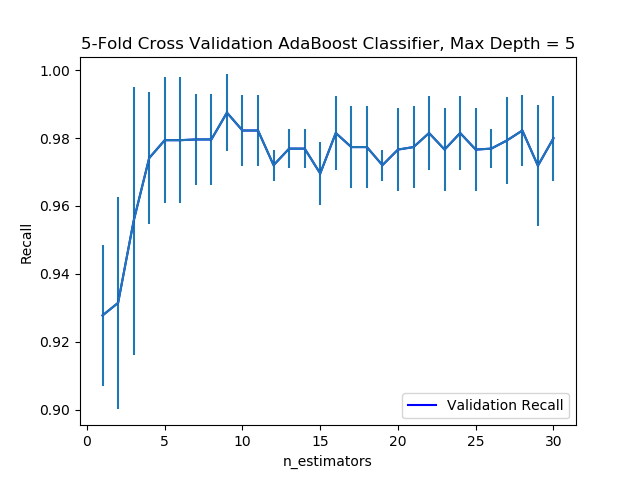 5-Fold Cross Validation AdaBoost Classifier, Max Depth = 5
1.00
0.98
0.96
0.94
0.92
0.90
Recall
Validation Recall
0 5 10 15 20 25 30
n_estimators